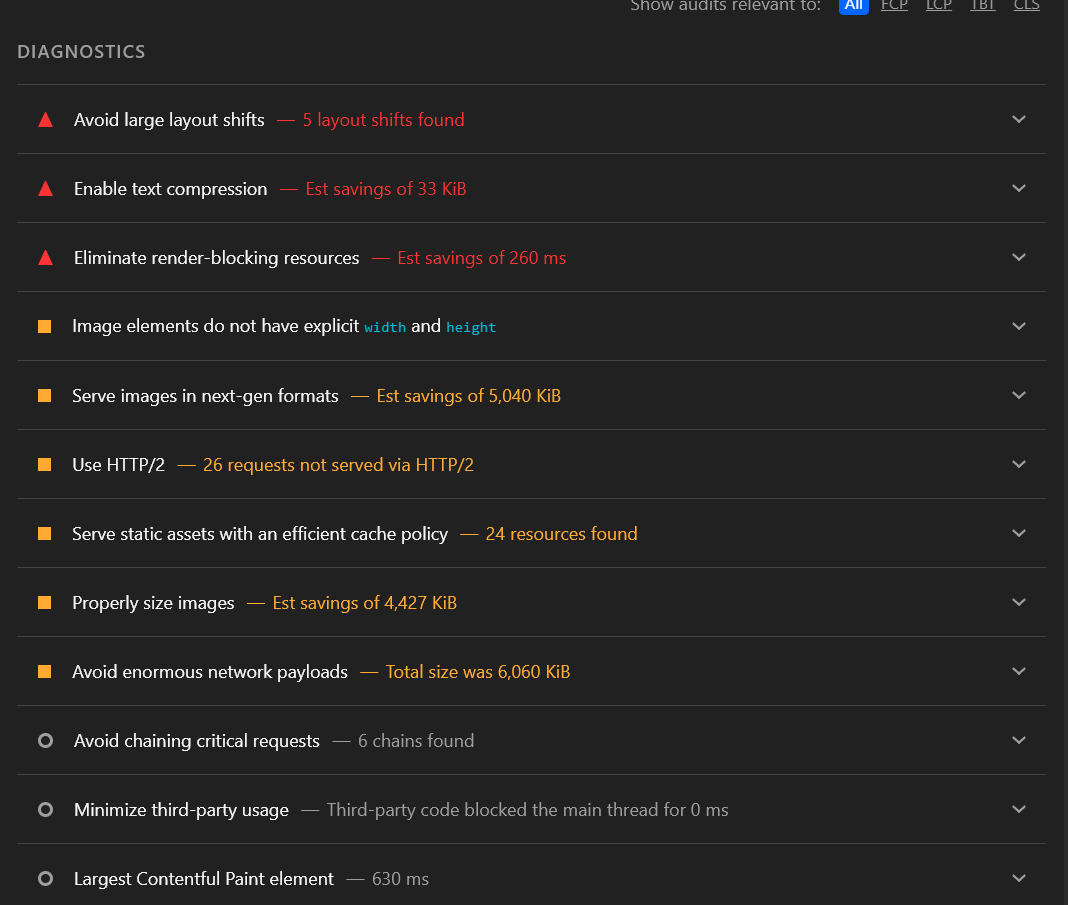 Show audits relevant to: All FCP LCP TBT CLS
DIAGNOSTICS
Avoid large layout shifts — 5 layout shifts found
Enable text compression — Est savings of 33 KiB
Eliminate render-blocking resources — Est savings of 260 ms
Image elements do not have explicit width and height
Serve images in next-gen formats — Est savings of 5,040 KiB
Use HTTP/2 — 26 requests not served via HTTP/2
Serve static assets with an efficient cache policy — 24 resources found
Properly size images — Est savings of 4,427 KiB
Avoid enormous network payloads — Total size was 6,060 KiB
Avoid chaining critical requests — 6 chains found
Minimize third-party usage — Third-party code blocked the main thread for 0 ms
Largest Contentful Paint element — 630 ms